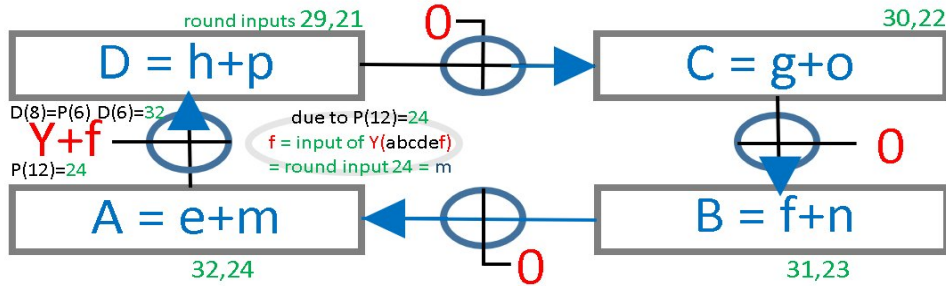 round inputs 29,21
0
30,22
D = h+p
C = g+o
D(8)=P(6) D(6)=32
Y+f
P(12)=24
due to P(12)=24
f = input of Y(abcdef)
= round input 24 = m
0
A = e+m
B = f+n
0
32,24
31,23